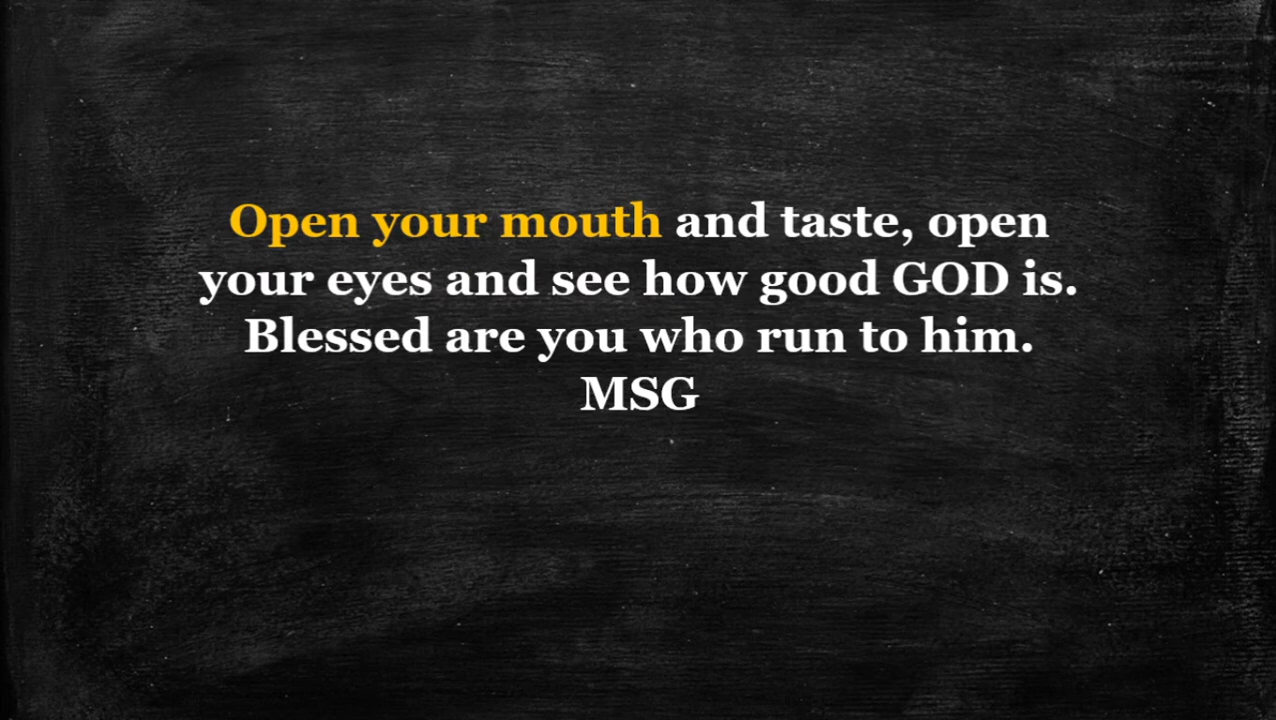 Open your mouth and taste, open
your eyes and see how good GOD is.
Blessed are you who run to him.
MSG